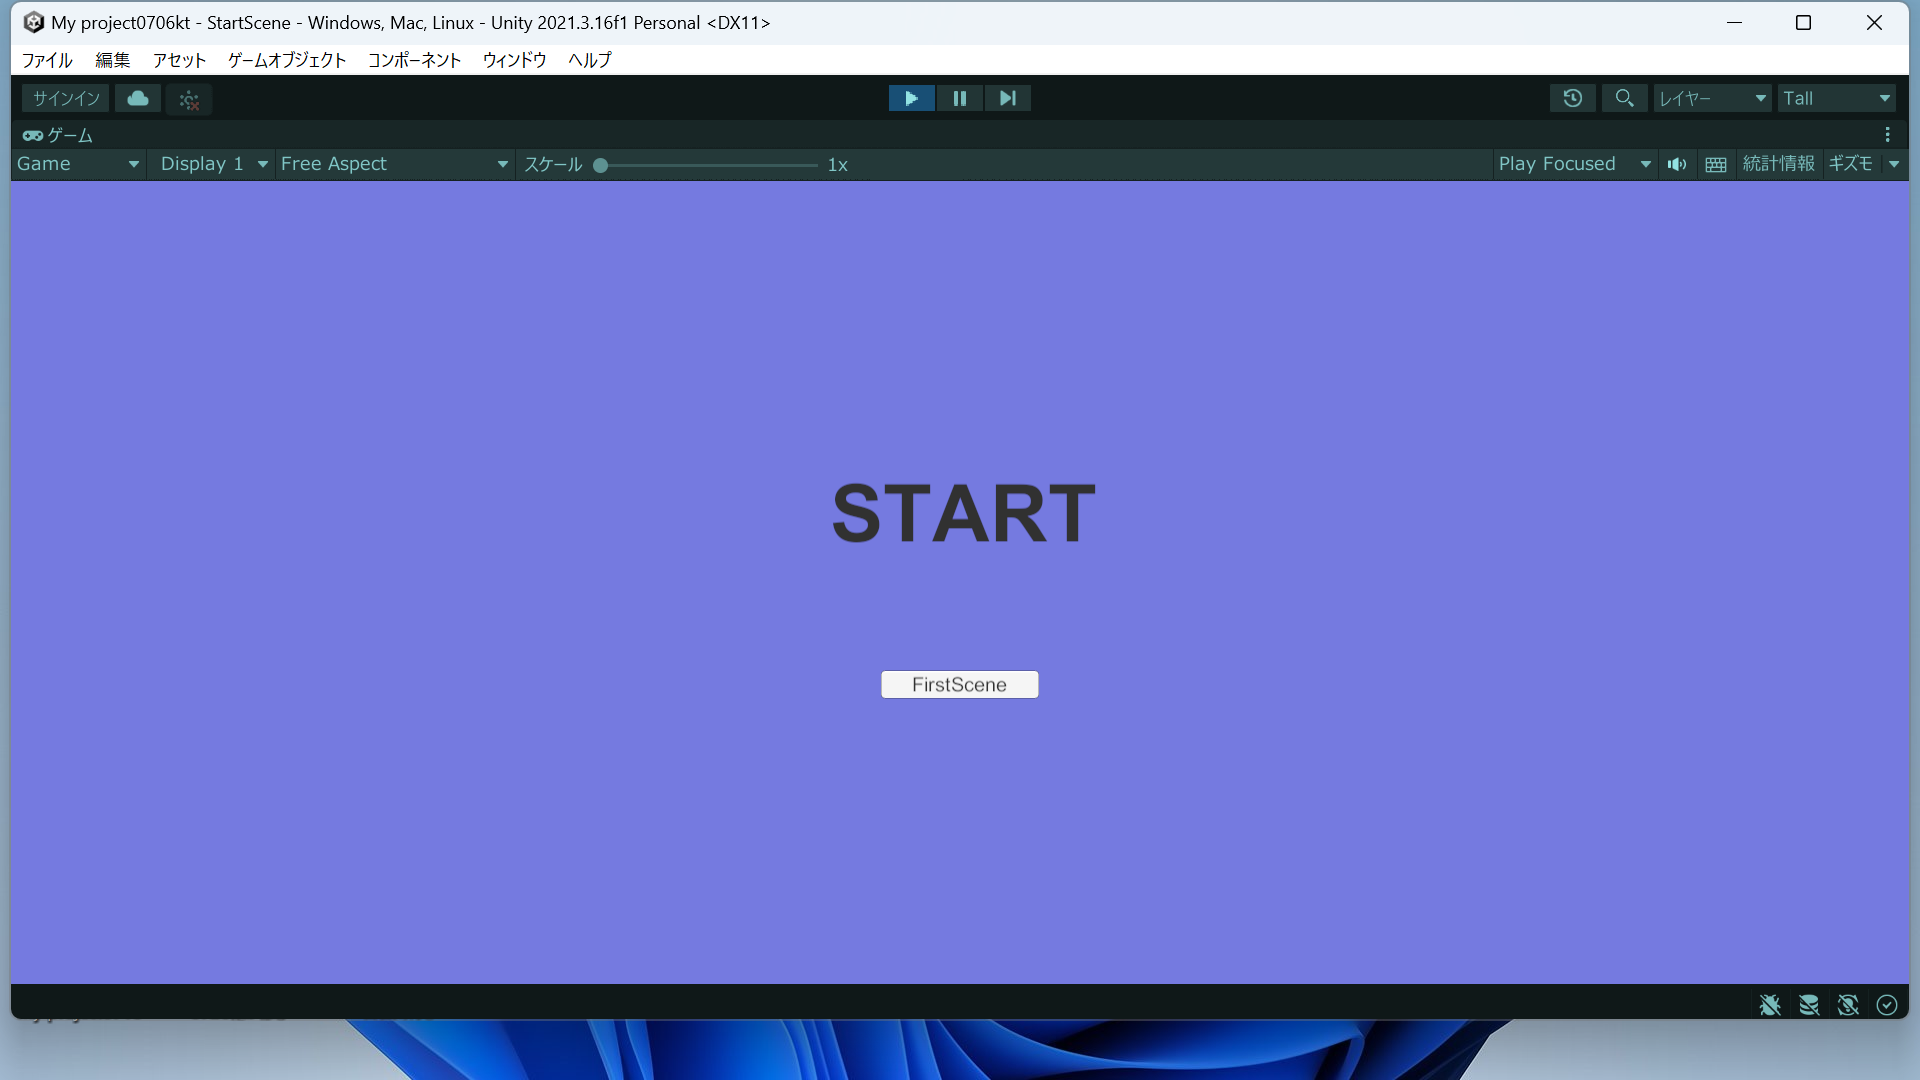 My project0706kt - StartScene - Windows, Mac, Linux - Unity 2021.3.16f1 Personal <DX11>
ファイル 編集 アセット ゲームオブジェクト コンポーネント ウィンドウ ヘルプ
サインイン レイヤー Tall
ゲーム
Game Display 1 Free Aspect スケール 1x Play Focused 統計情報 ギズモ
START
FirstScene